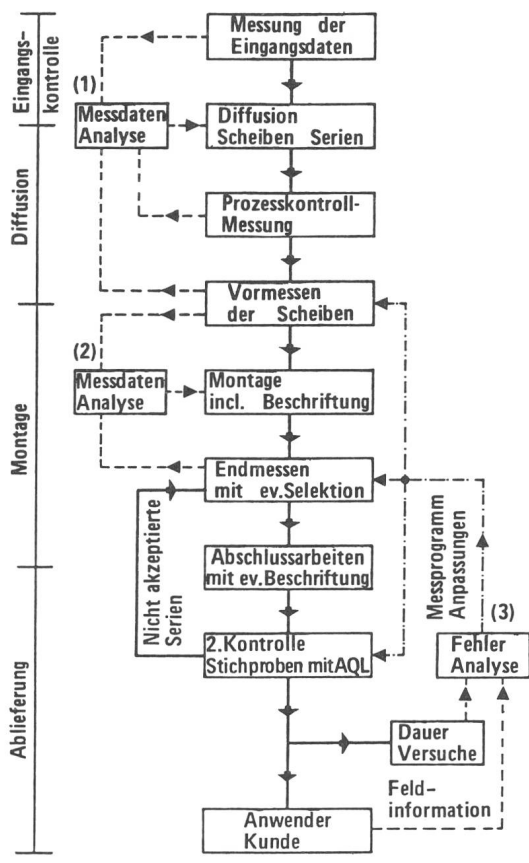 Eingangs-
kontrolle
Diffusion
Montage
Ablieferung
Messung der
Eingangsdaten
(1)
Messdaten
Analyse
Diffusion
Scheiben Serien
Prozesskontroll-
Messung
Vormessen
der Scheiben
(2)
Messdaten
Analyse
Montage
incl. Beschriftung
Endmessen
mit ev.Selektion
Nicht akzeptierte
Serien
Abschlussarbeiten
mit ev.Beschriftung
Messprogramm
Anpassungen
2.Kontrolle
Stichproben mit AQL
(3)
Fehler
Analyse
Dauer
Versuche
Feld-
information
Anwender
Kunde